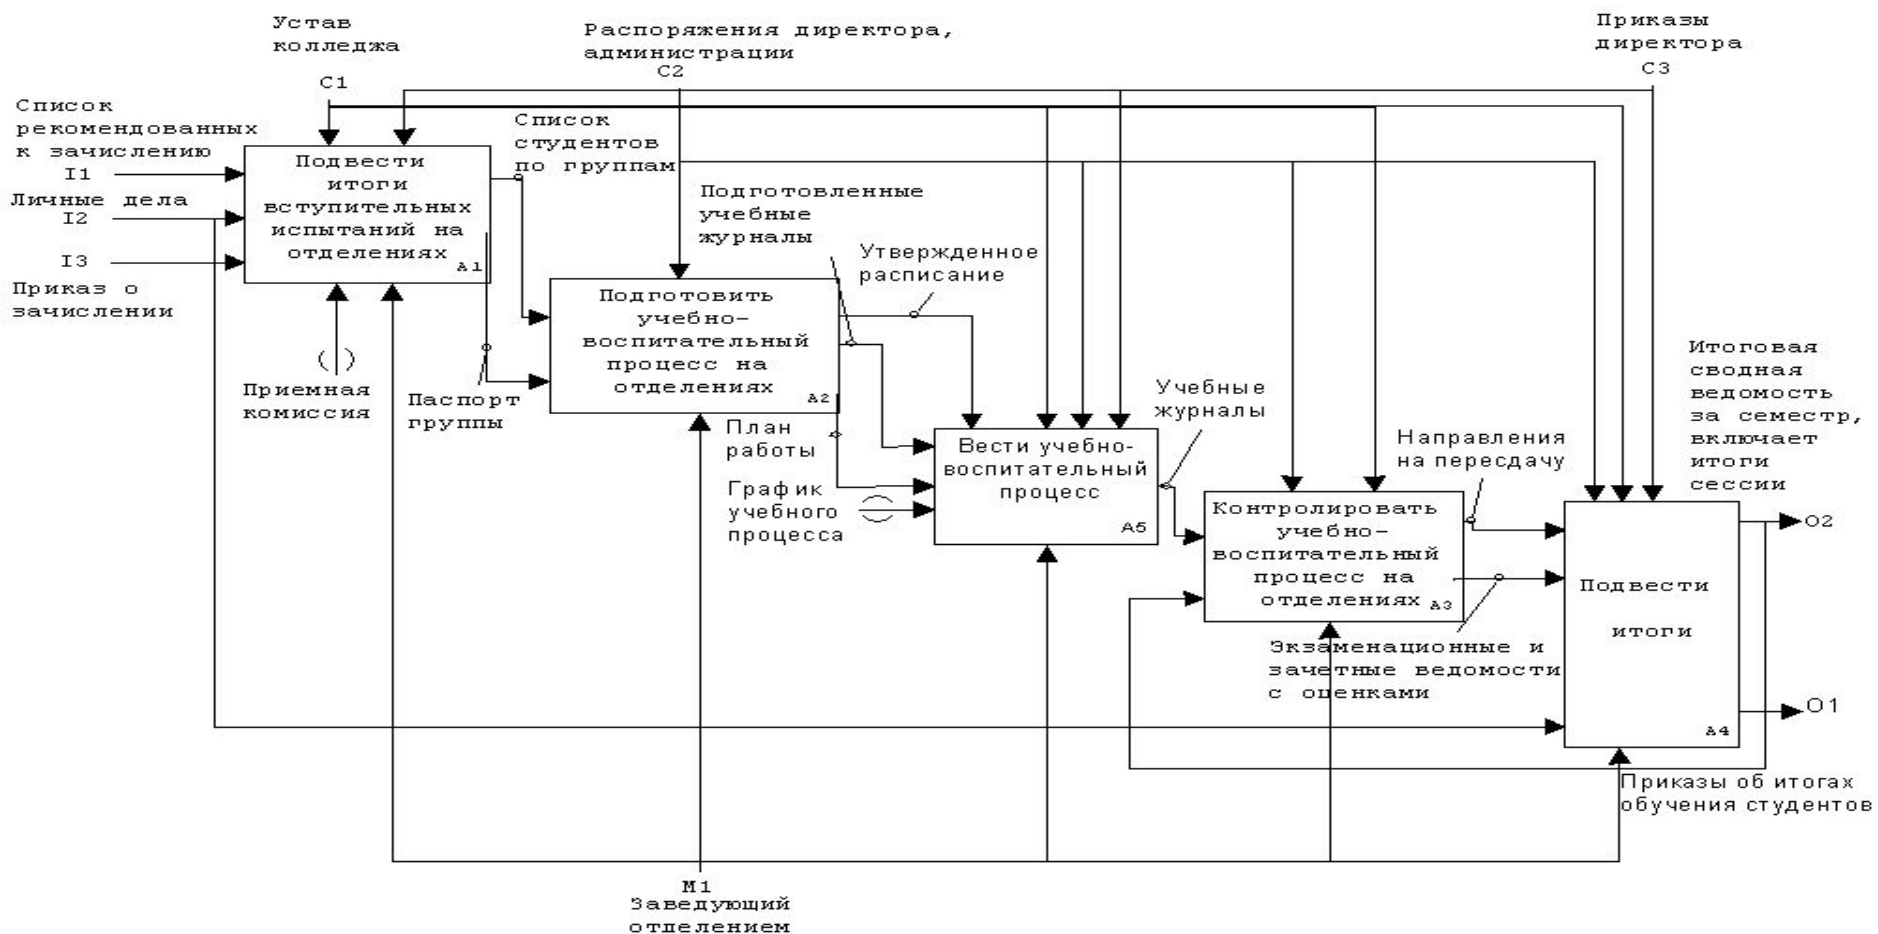 Устав
колледжа
C1
Распоряжения директора,
администрации
C2
Приказы
директора
C3
Список
рекомендованных
к зачислению
I1
Личные дела
I2
I3
Приказ о
зачислении
Подвести
итоги
вступительных
испытаний на
отделениях
A1
Список
студентов
по группам
Подготовленные
учебные
журналы
Утвержденное
расписание
Приемная
комиссия
Паспорт
группы
Подготовить
учебно-
воспитательный
процесс на
отделениях
A2
План
работы
График
учебного
процесса
Вести учебно-
воспитательный
процесс
A5
Учебные
журналы
Контролировать
учебно-
воспитательный
процесс на
отделениях
A3
Направления
на пересдачу
Экзаменационные и
зачетные ведомости
с оценками
Итоговая
сводная
ведомость
за семестр,
включает
итоги
сессии
O2
Подвести
итоги
A4
O1
Приказы об итогах
обучения студентов
M1
Заведующий
отделением